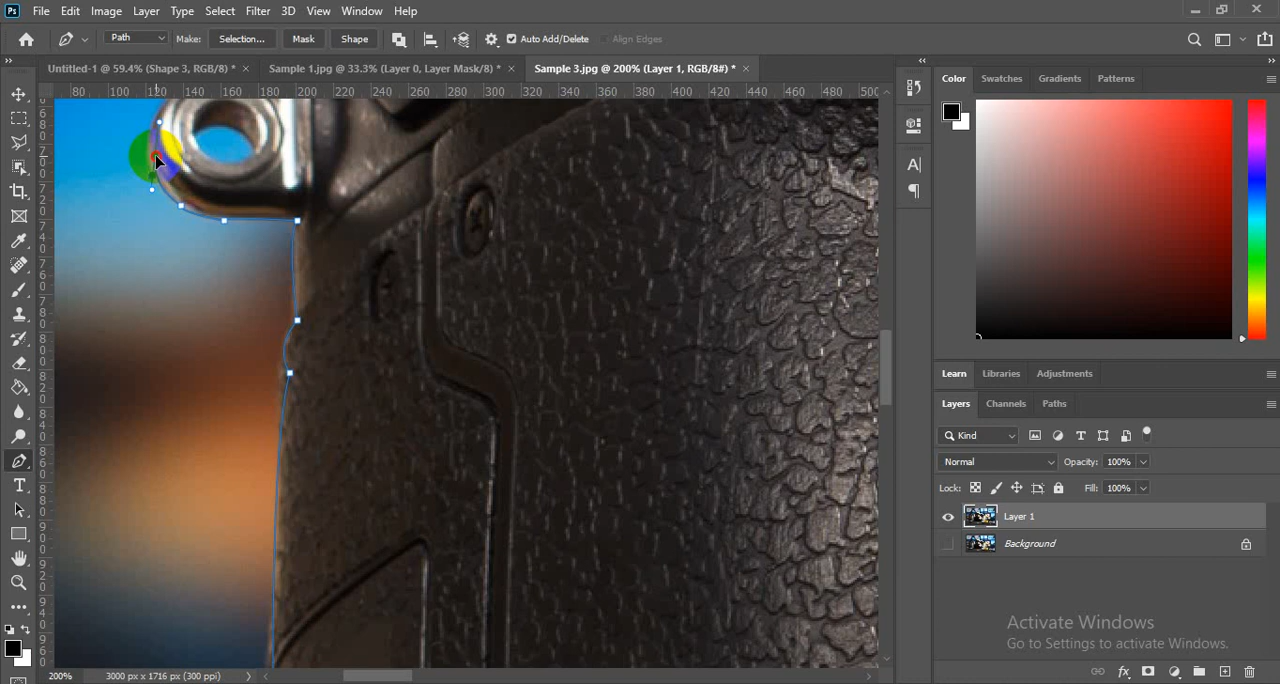 Ps File Edit Image Layer Type Select Filter 3D View Window Help
Path Make: Selection... Mask Shape Auto Add/Delete Align Edges
Untitled-1 @ 59.4% (Shape 3, RGB/8) * × Sample 1.jpg @ 33.3% (Layer 0, Layer Mask/8) * × Sample 3.jpg @ 200% (Layer 1, RGB/8#) * ×
80 100 120 140 160 180 200 220 240 260 280 300 320 340 360 380 400 420 440 460 480 500
Color Swatches Gradients Patterns
Learn Libraries Adjustments
Layers Channels Paths
Kind
Normal Opacity: 100%
Lock: Fill: 100%
Layer 1
Background
Activate Windows
Go to Settings to activate Windows.
200% 3000 px x 1716 px (300 ppi)